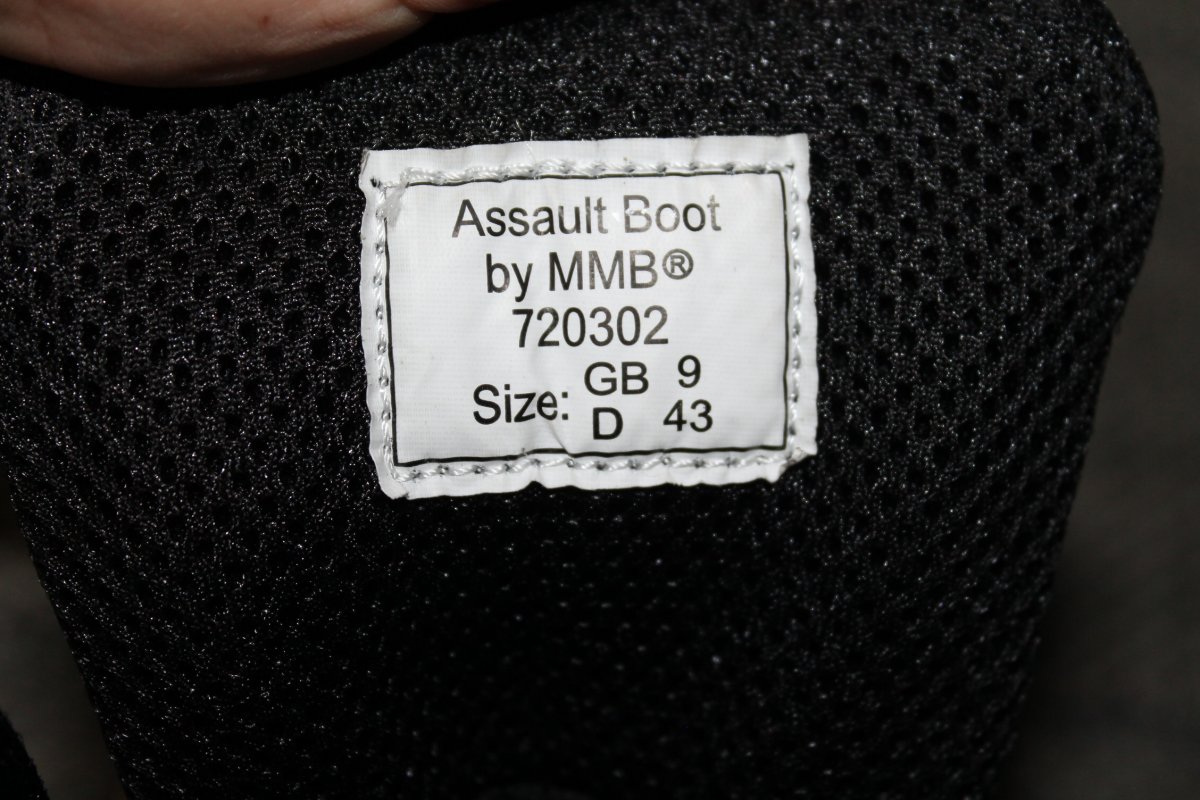 Assault Boot
by MMB®
720302
Size: GB 9
D 43